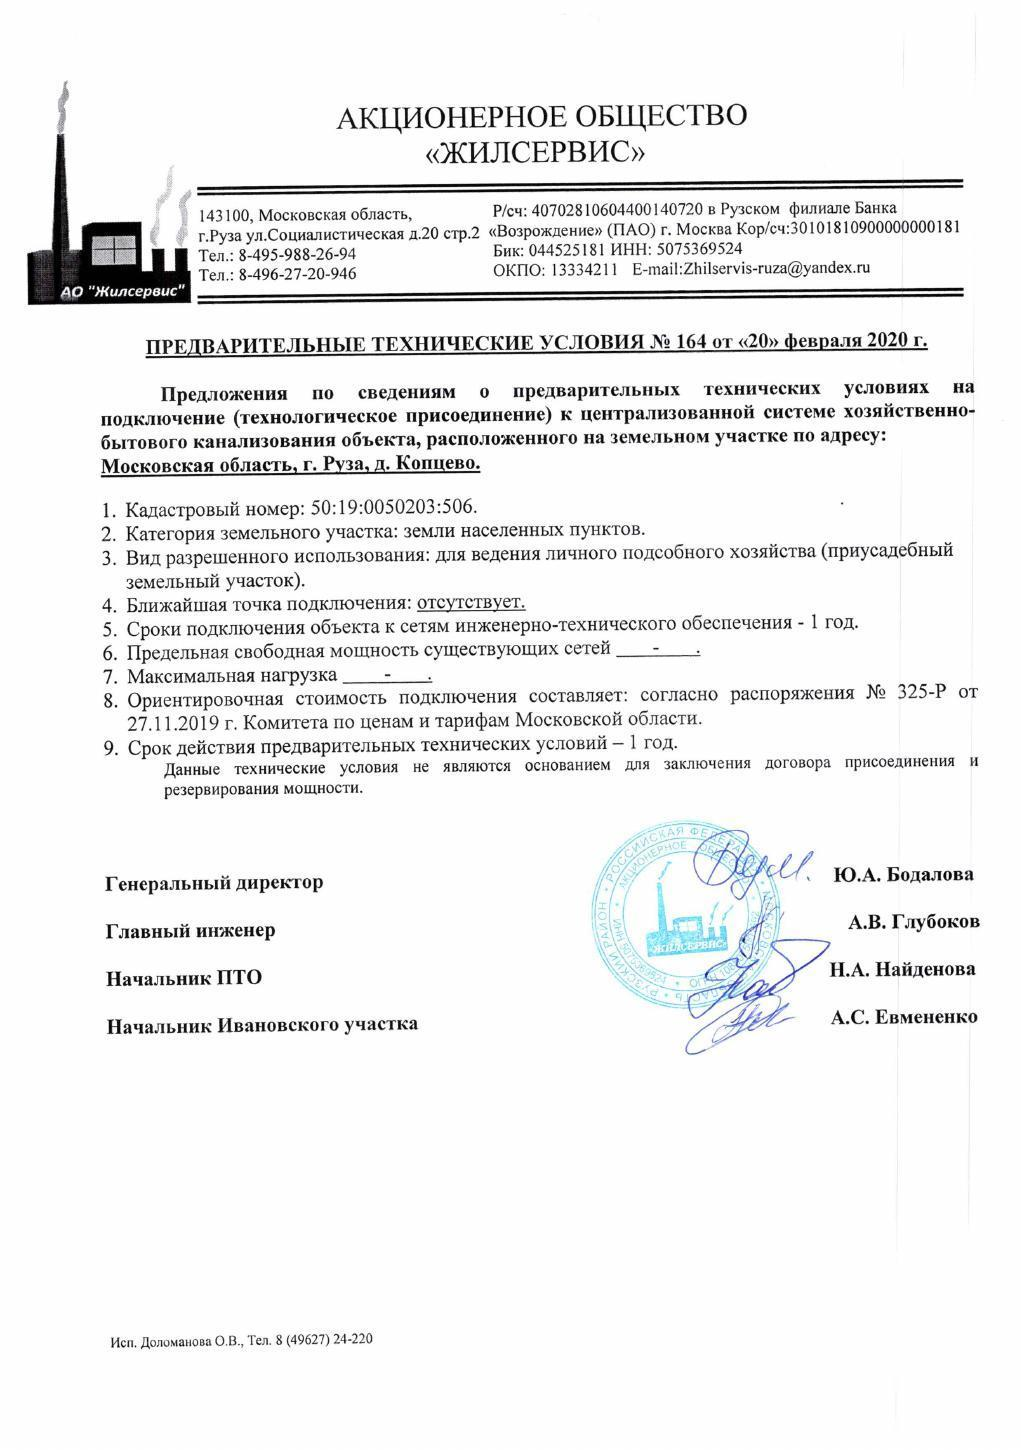 АКЦИОНЕРНОЕ ОБЩЕСТВО
«ЖИЛСЕРВИС»
АО "Жилсервис"
143100, Московская область,
г.Руза ул.Социалистическая д.20 стр.2
Тел.: 8-495-988-26-94
Тел.: 8-496-27-20-946
Р/сч: 40702810604400140720 в Рузском филиале Банка
«Возрождение» (ПАО) г. Москва Кор/сч:30101810900000000181
Бик: 044525181 ИНН: 5075369524
ОКПО: 13334211 E-mail:Zhilservis-ruza@yandex.ru
ПРЕДВАРИТЕЛЬНЫЕ ТЕХНИЧЕСКИЕ УСЛОВИЯ № 164 от «20» февраля 2020 г.
Предложения по сведениям о предварительных технических условиях на
подключение (технологическое присоединение) к централизованной системе хозяйственно-
бытового канализования объекта, расположенного на земельном участке по адресу:
Московская область, г. Руза, д. Копцево.
1. Кадастровый номер: 50:19:0050203:506.
2. Категория земельного участка: земли населенных пунктов.
3. Вид разрешенного использования: для ведения личного подсобного хозяйства (приусадебный
земельный участок).
4. Ближайшая точка подключения: отсутствует.
5. Сроки подключения объекта к сетям инженерно-технического обеспечения - 1 год.
6. Предельная свободная мощность существующих сетей ____-____.
7. Максимальная нагрузка ____-____.
8. Ориентировочная стоимость подключения составляет: согласно распоряжения № 325-Р от
27.11.2019 г. Комитета по ценам и тарифам Московской области.
9. Срок действия предварительных технических условий – 1 год.
Данные технические условия не являются основанием для заключения договора присоединения и
резервирования мощности.
Генеральный директор Ю.А. Бодалова
Главный инженер А.В. Глубоков
Начальник ПТО Н.А. Найденова
Начальник Ивановского участка А.С. Евмененко
РОССИЙСКАЯ ФЕДЕРАЦИЯ
РУЗСКИЙ РАЙОН
АКЦИОНЕРНОЕ ОБЩЕСТВО
«ЖИЛСЕРВИС»
Исп. Доломанова О.В., Тел. 8 (49627) 24-220